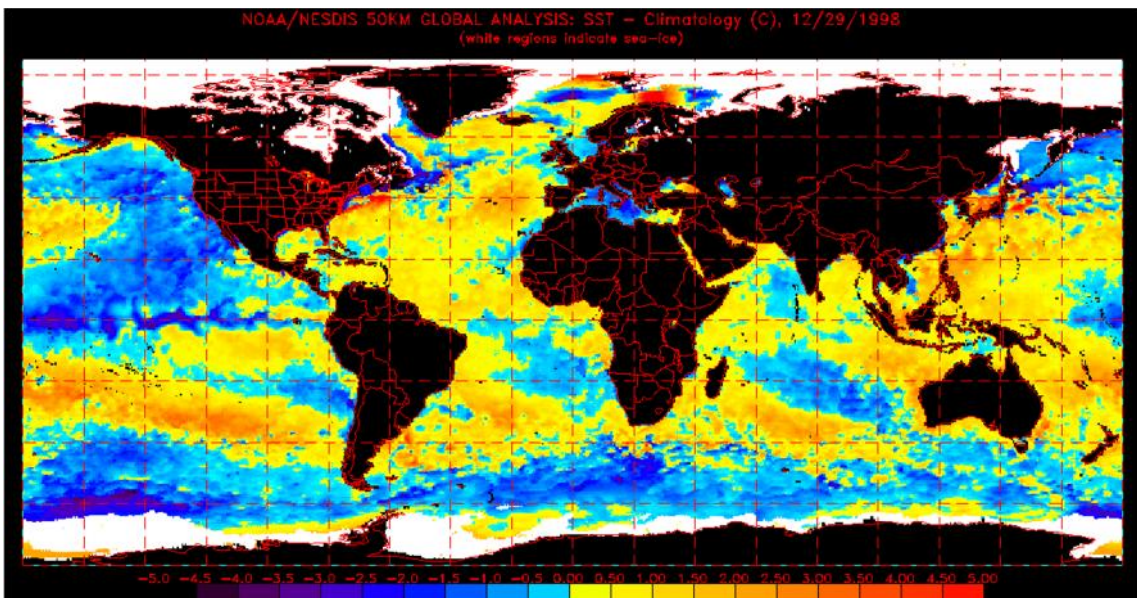 NOAA/NESDIS 50KM GLOBAL ANALYSIS: SST - Climatology (C), 12/29/1998
(white regions indicate sea-ice)
-5.0 -4.5 -4.0 -3.5 -3.0 -2.5 -2.0 -1.5 -1.0 -0.5 0.00 0.50 1.00 1.50 2.00 2.50 3.00 3.50 4.00 4.50 5.00